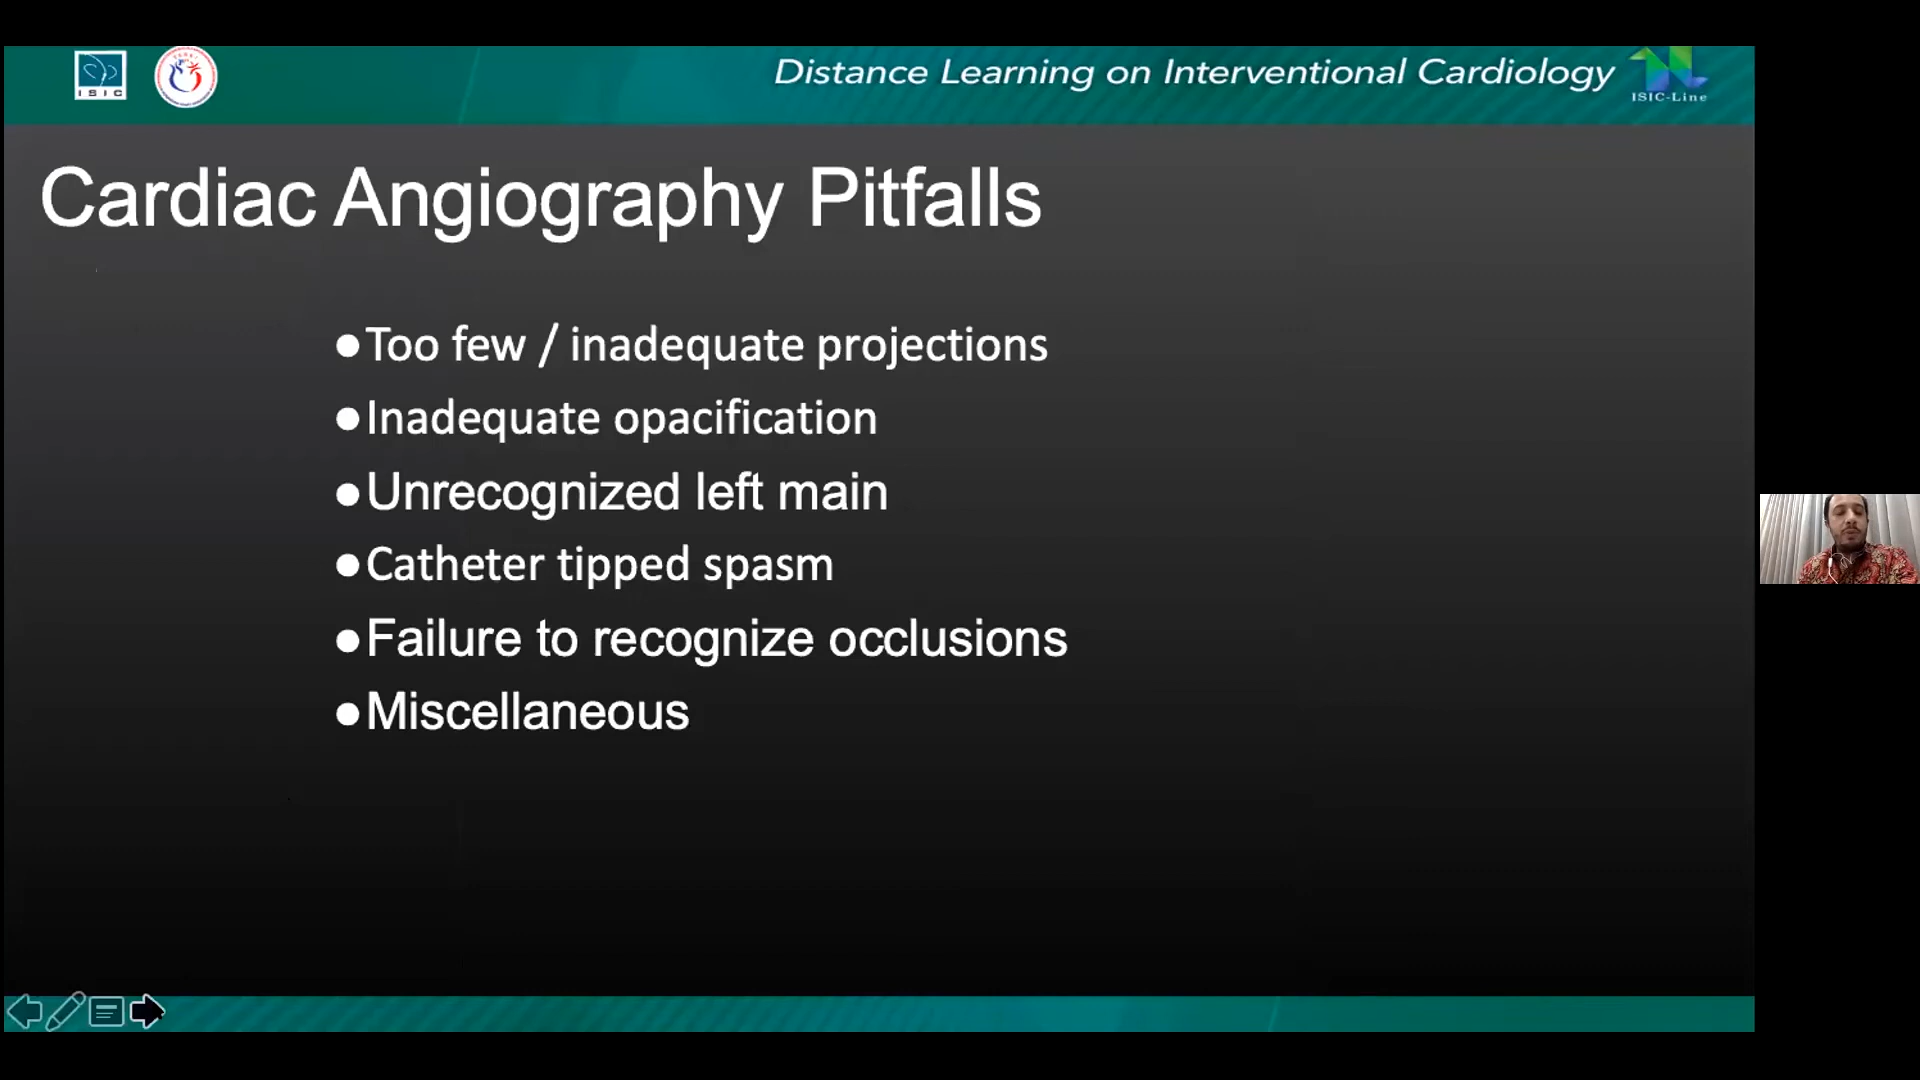 ISIC
Distance Learning on Interventional Cardiology
ISIC-Line
Cardiac Angiography Pitfalls
●Too few / inadequate projections
●Inadequate opacification
●Unrecognized left main
●Catheter tipped spasm
●Failure to recognize occlusions
●Miscellaneous